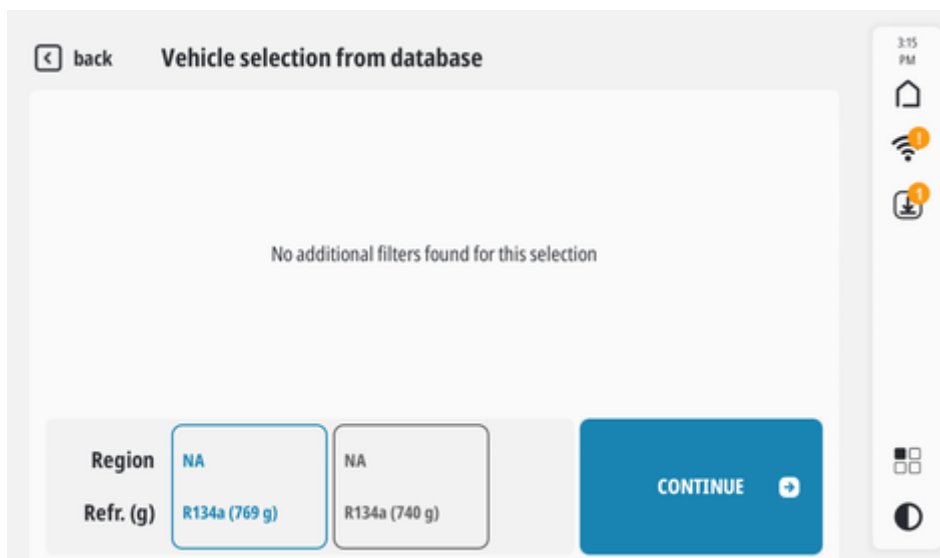 back
Vehicle selection from database
3:15
PM
!
1
No additional filters found for this selection
Region NA NA
Refr. (g) R134a (769 g) R134a (740 g)
CONTINUE